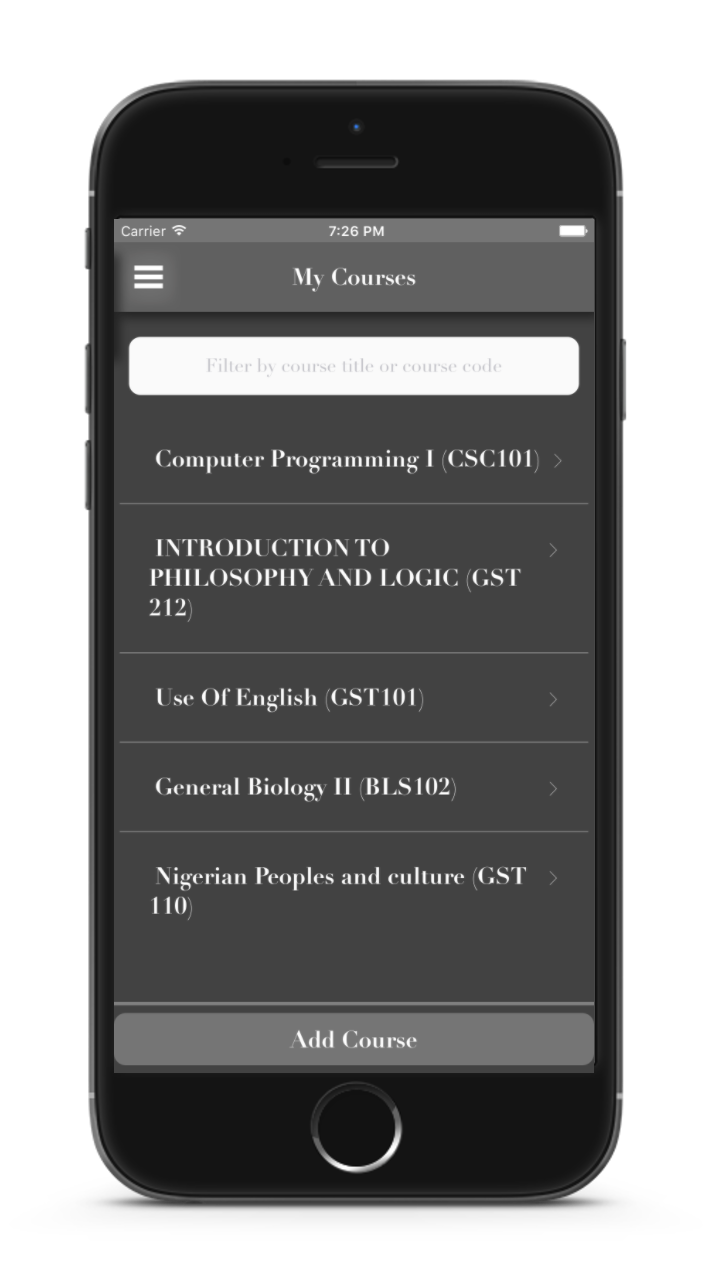 Carrier 7:26 PM
My Courses
Filter by course title or course code
Computer Programming I (CSC101)
INTRODUCTION TO
PHILOSOPHY AND LOGIC (GST
212)
Use Of English (GST101)
General Biology II (BLS102)
Nigerian Peoples and culture (GST
110)
Add Course